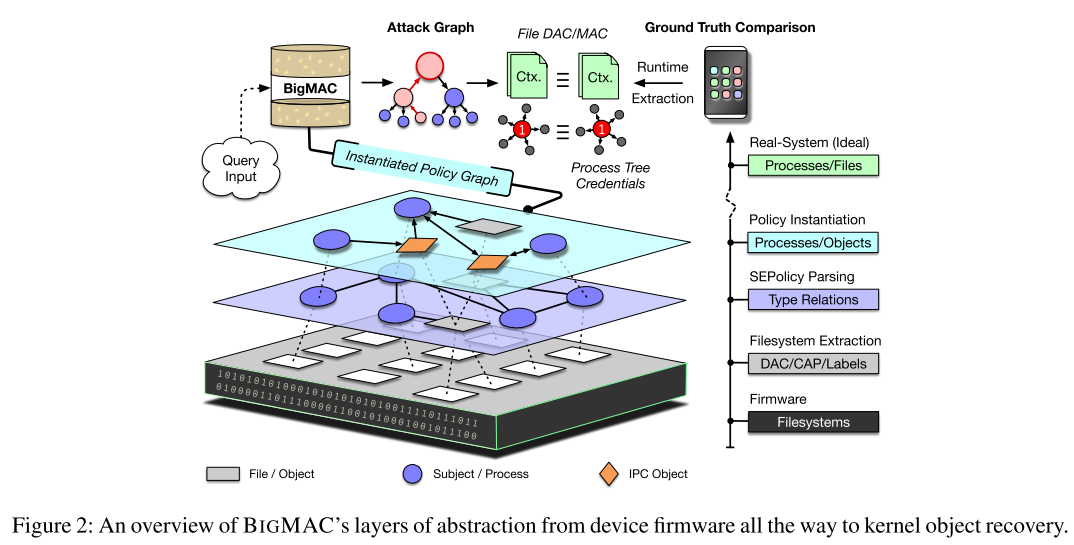 Attack Graph
File DAC/MAC
Ground Truth Comparison
BigMAC
Ctx.
Ctx.
Runtime
Extraction
1
1
Query
Input
Instantiated Policy Graph
Process Tree
Credentials
Real-System (Ideal)
Processes/Files
Policy Instantiation
Processes/Objects
SEPolicy Parsing
Type Relations
Filesystem Extraction
DAC/CAP/Labels
Firmware
Filesystems
File / Object
Subject / Process
IPC Object
Figure 2: An overview of BIGMAC's layers of abstraction from device firmware all the way to kernel object recovery.